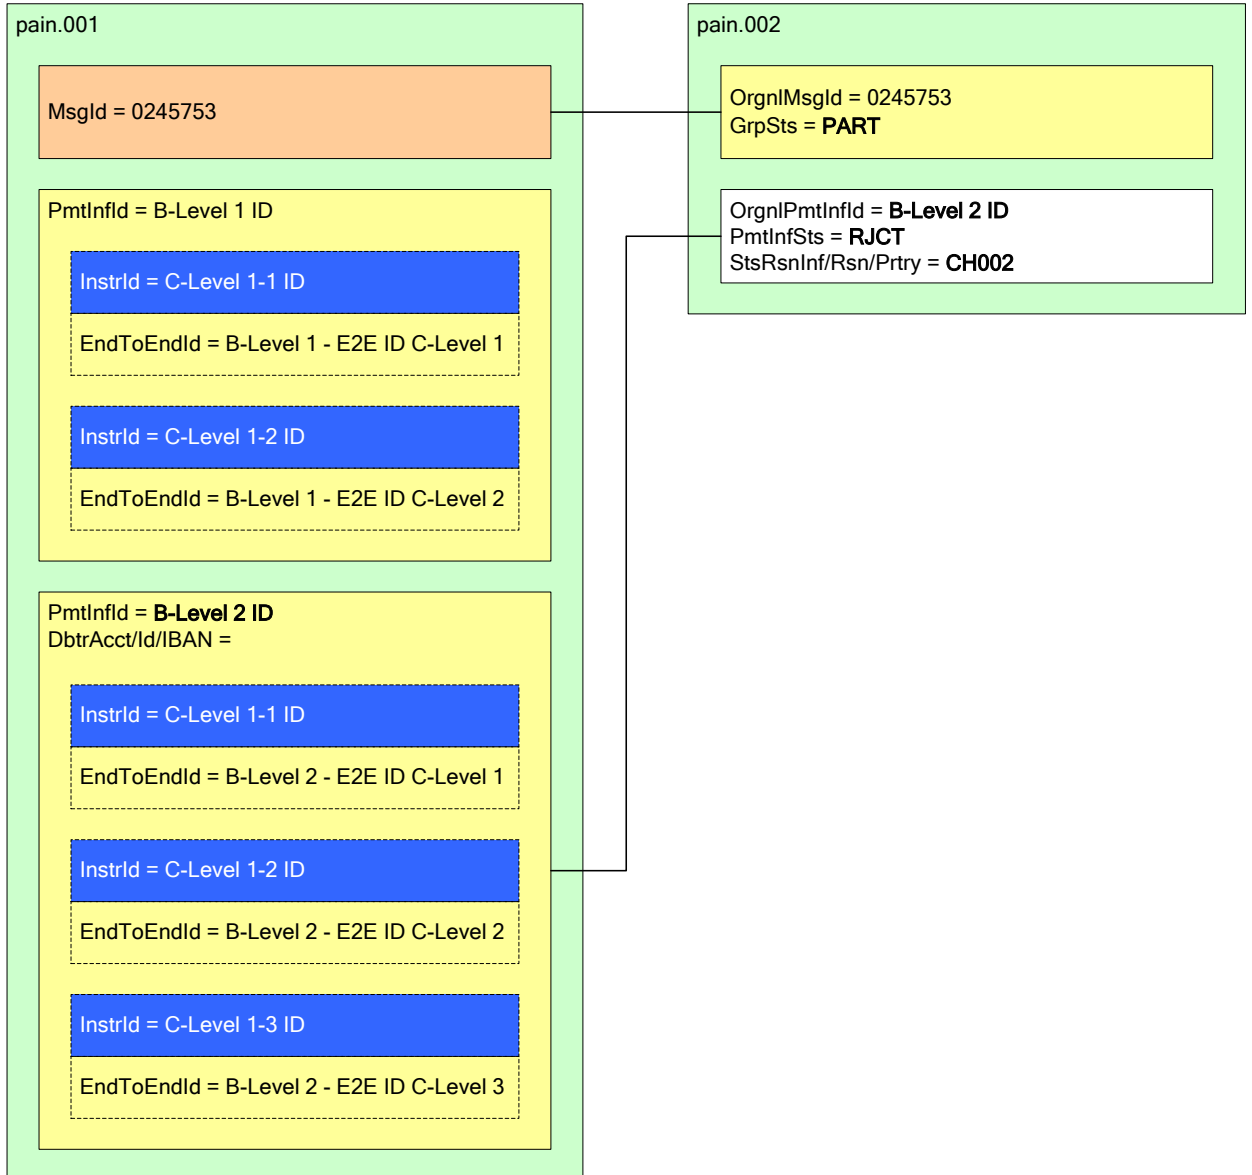 pain.001
MsgId = 0245753
PmtInfId = B-Level 1 ID
InstrId = C-Level 1-1 ID
EndToEndId = B-Level 1 - E2E ID C-Level 1
InstrId = C-Level 1-2 ID
EndToEndId = B-Level 1 - E2E ID C-Level 2
PmtInfId = B-Level 2 ID
DbtrAcct/Id/IBAN =
InstrId = C-Level 1-1 ID
EndToEndId = B-Level 2 - E2E ID C-Level 1
InstrId = C-Level 1-2 ID
EndToEndId = B-Level 2 - E2E ID C-Level 2
InstrId = C-Level 1-3 ID
EndToEndId = B-Level 2 - E2E ID C-Level 3
pain.002
OrgnlMsgId = 0245753
GrpSts = PART
OrgnlPmtInfId = B-Level 2 ID
PmtInfSts = RJCT
StsRsnInf/Rsn/Prtry = CH002